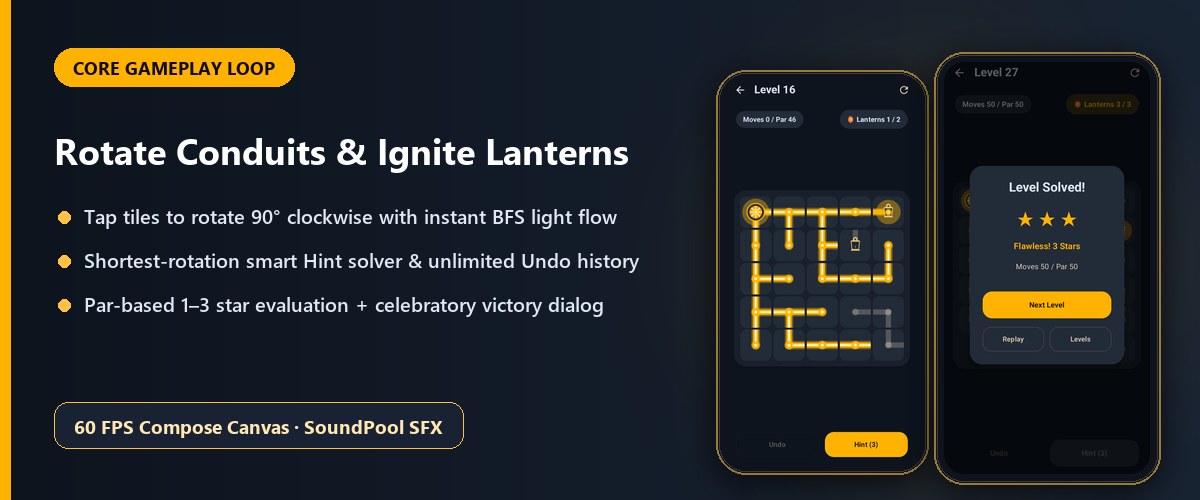 CORE GAMEPLAY LOOP
Rotate Conduits & Ignite Lanterns
Tap tiles to rotate 90° clockwise with instant BFS light flow
Shortest-rotation smart Hint solver & unlimited Undo history
Par-based 1–3 star evaluation + celebratory victory dialog
60 FPS Compose Canvas · SoundPool SFX
Level 16
Moves 0 / Par 46
Lanterns 1 / 2
Undo
Hint (3)
Level 27
Moves 50 / Par 50
Lanterns 3 / 3
Level Solved!
Flawless! 3 Stars
Moves 50 / Par 50
Next Level
Replay
Levels
Undo
Hint (3)